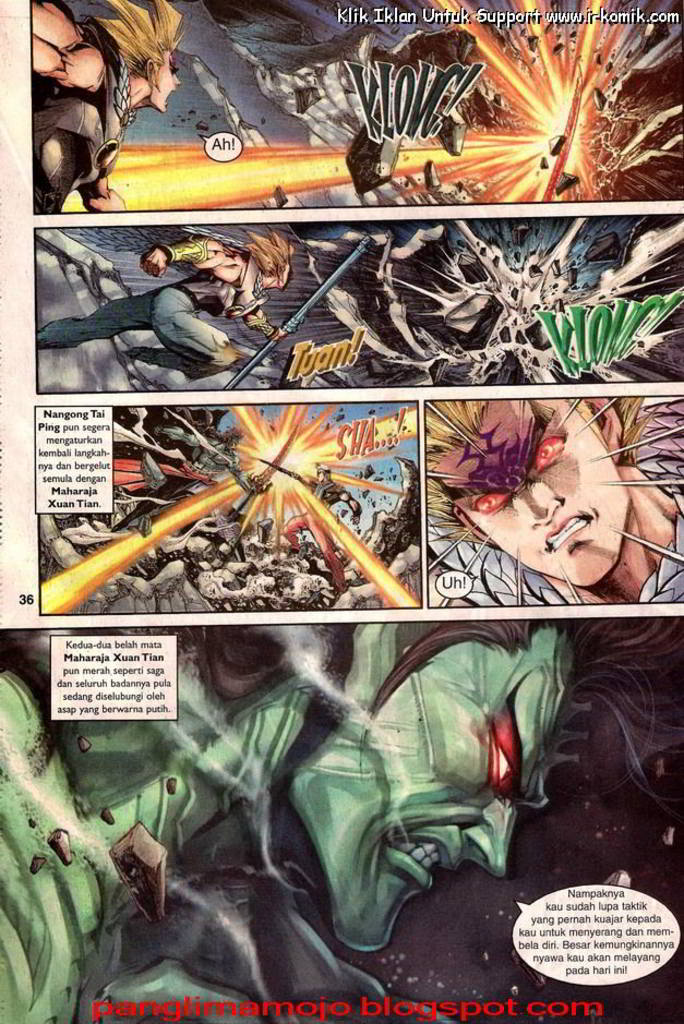 Klik Iklan Untuk Support www.ir-komik.com
KLONG!
Ah!
Tuan!
KLONG!
Nangong Tai
Ping pun segera
mengaturkan
kembali langkah-
nya dan bergelut
semula dengan
Maharaja
Xuan Tian.
SHA....!
Uh!
36
Kedua-dua belah mata
Maharaja Xuan Tian
pun merah seperti saga
dan seluruh badannya pula
sedang diselubungi oleh
asap yang berwarna putih.
Nampaknya
kau sudah lupa taktik
yang pernah kuajar kepada
kau untuk menyerang dan mem-
bela diri. Besar kemungkinannya
nyawa kau akan melayang
pada hari ini!
panglimamojo.blogspot.com